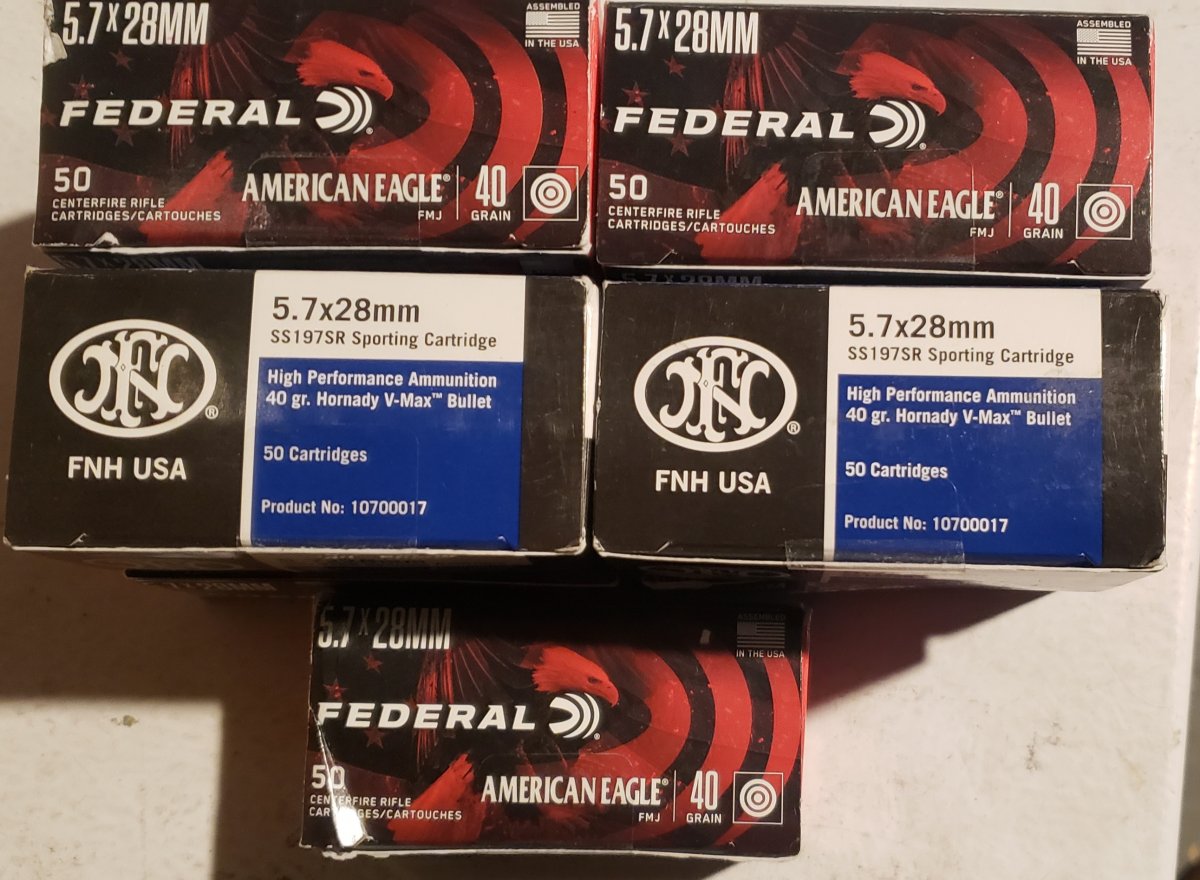 5.7X28MM
ASSEMBLED
IN THE USA
FEDERAL®
50
CENTERFIRE RIFLE
CARTRIDGES/CARTOUCHES
AMERICAN EAGLE®
FMJ
40
GRAIN
5.7X28MM
ASSEMBLED
IN THE USA
FEDERAL®
50
CENTERFIRE RIFLE
CARTRIDGES/CARTOUCHES
AMERICAN EAGLE®
FMJ
40
GRAIN
FN®
FNH USA
5.7x28mm
SS197SR Sporting Cartridge
High Performance Ammunition
40 gr. Hornady V-Max™ Bullet
50 Cartridges
Product No: 10700017
FN®
FNH USA
5.7x28mm
SS197SR Sporting Cartridge
High Performance Ammunition
40 gr. Hornady V-Max™ Bullet
50 Cartridges
Product No: 10700017
5.7X28MM
ASSEMBLED
IN THE USA
FEDERAL®
50
CENTERFIRE RIFLE
CARTRIDGES/CARTOUCHES
AMERICAN EAGLE®
FMJ
40
GRAIN